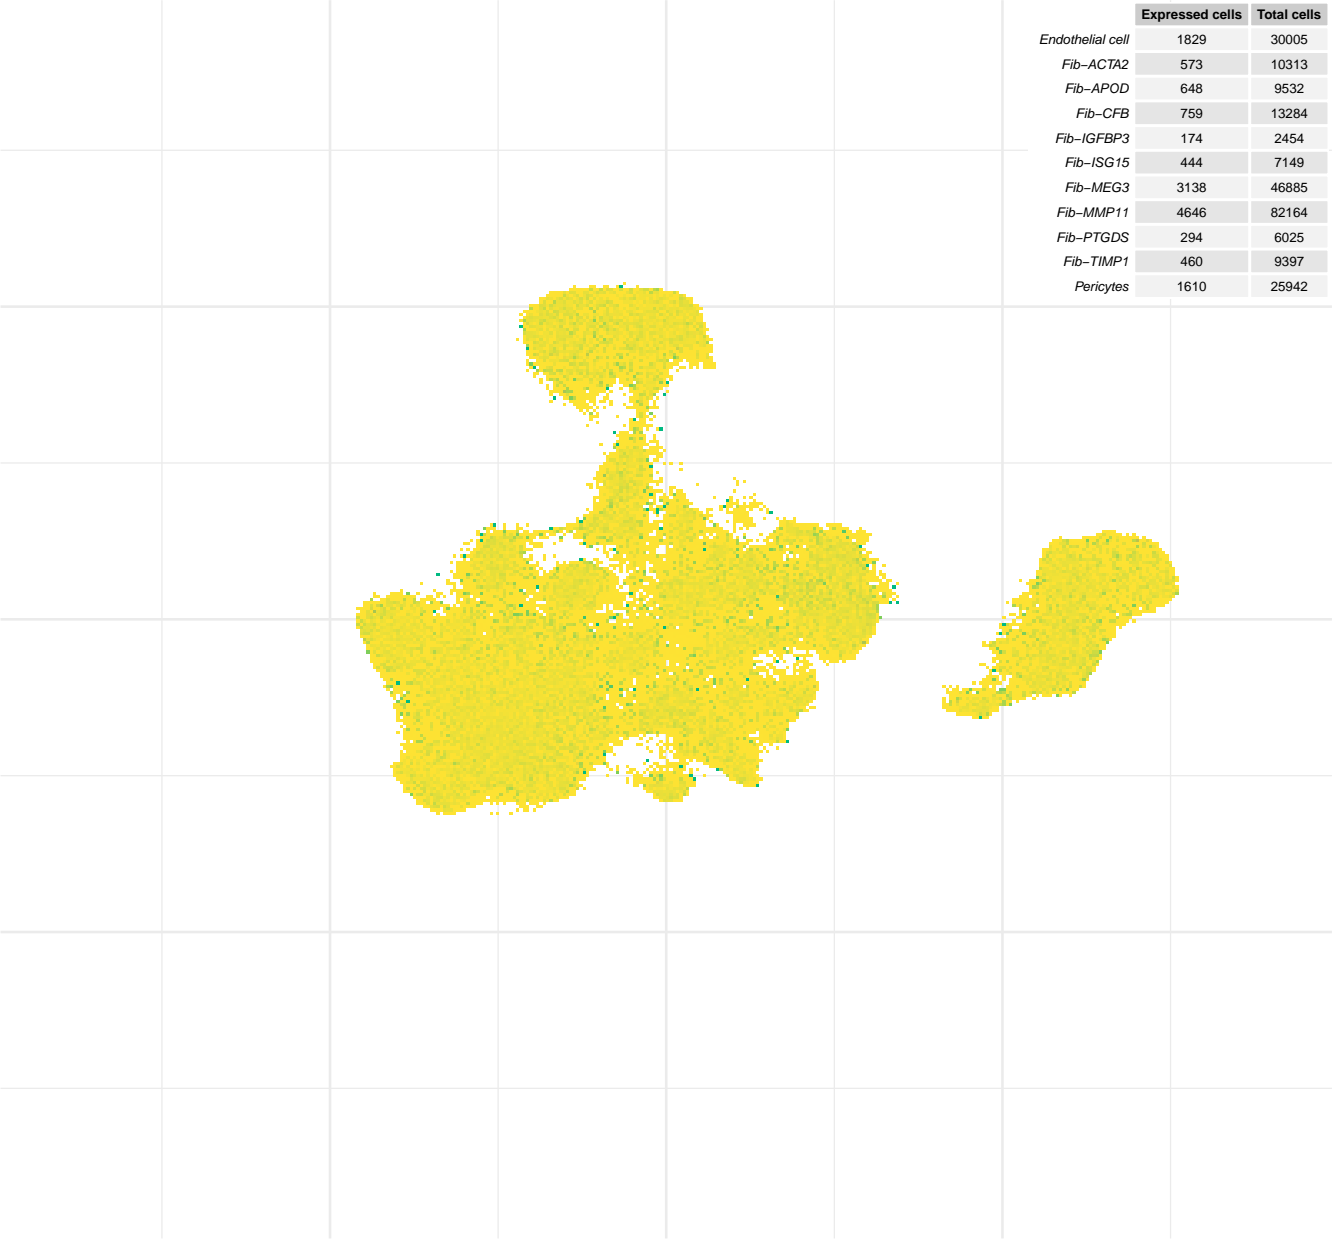 Expressed cells Total cells
Endothelial cell 1829 30005
Fib−ACTA2 573 10313
Fib−APOD 648 9532
Fib−CFB 759 13284
Fib−IGFBP3 174 2454
Fib−ISG15 444 7149
Fib−MEG3 3138 46885
Fib−MMP11 4646 82164
Fib−PTGDS 294 6025
Fib−TIMP1 460 9397
Pericytes 1610 25942